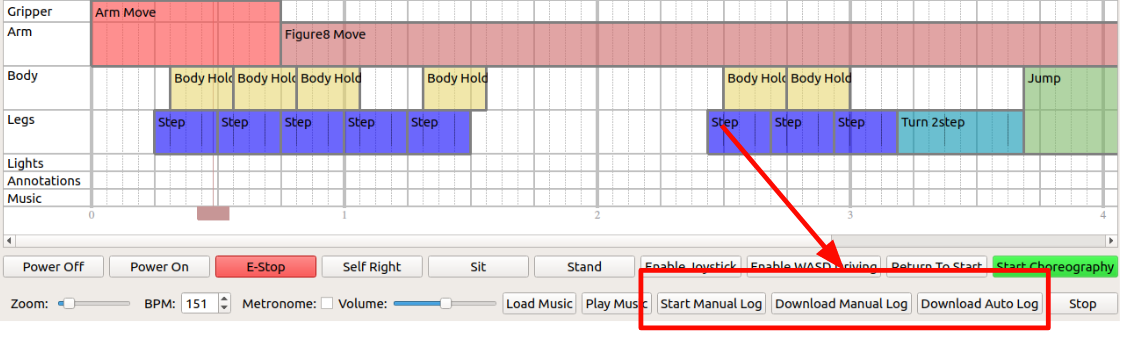 Gripper Arm Move
Arm Figure8 Move
Body Body Hold Body Hold Body Hold Body Hold Body Hold Body Hold Jump
Legs Step Step Step Step Step Step Step Step Turn 2step
Lights
Annotations
Music
0 1 2 3 4
Power Off Power On E-Stop Self Right Sit Stand Enable Joystick Enable WASD Driving Return To Start Start Choreography
Zoom: BPM: 151 Metronome: Volume: Load Music Play Music Start Manual Log Download Manual Log Download Auto Log Stop